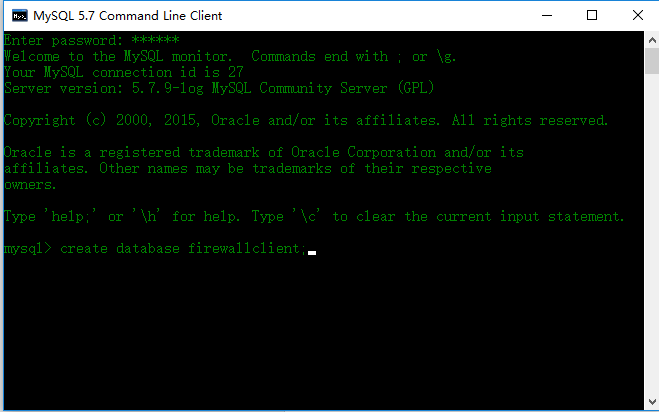 MySQL 5.7 Command Line Client
Enter password: ******
Welcome to the MySQL monitor.  Commands end with ; or \g.
Your MySQL connection id is 27
Server version: 5.7.9-log MySQL Community Server (GPL)
Copyright (c) 2000, 2015, Oracle and/or its affiliates. All rights reserved.
Oracle is a registered trademark of Oracle Corporation and/or its
affiliates. Other names may be trademarks of their respective
owners.
Type 'help;' or '\h' for help. Type '\c' to clear the current input statement.
mysql> create database firewallclient;